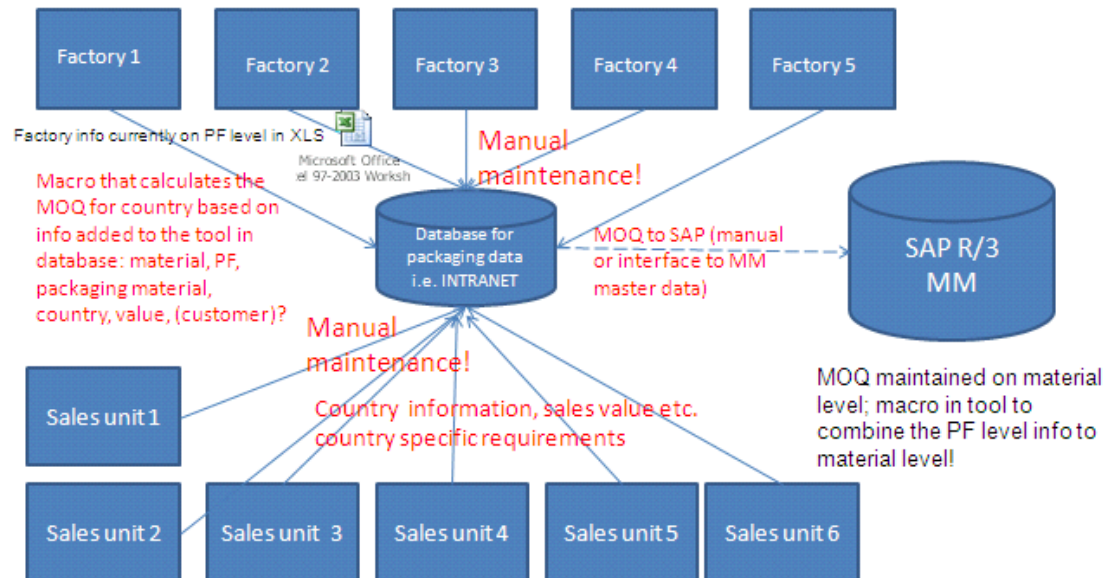 Factory 1
Factory 2
Factory 3
Factory 4
Factory 5
Factory info currently on PF level in XLS
Microsoft Office
el 97-2003 Worksh
Manual
maintenance!
Macro that calculates the
MOQ for country based on
info added to the tool in
database: material, PF,
packaging material,
country, value, (customer)?
Database for
packaging data
i.e. INTRANET
MOQ to SAP (manual
or interface to MM
master data)
SAP R/3
MM
Manual
maintenance!
MOQ maintained on material
level; macro in tool to
combine the PF level info to
material level!
Country information, sales value etc.
country specific requirements
Sales unit 1
Sales unit 2
Sales unit 3
Sales unit 4
Sales unit 5
Sales unit 6